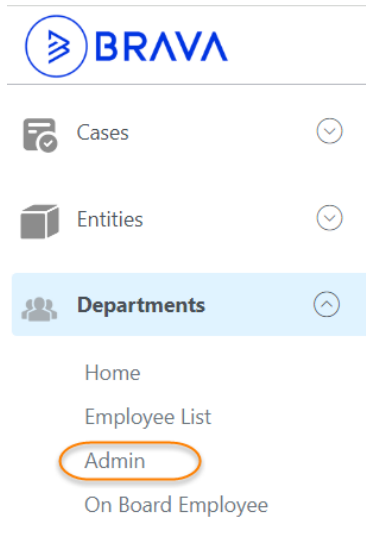 BRAVA
Cases
Entities
Departments
Home
Employee List
Admin
On Board Employee